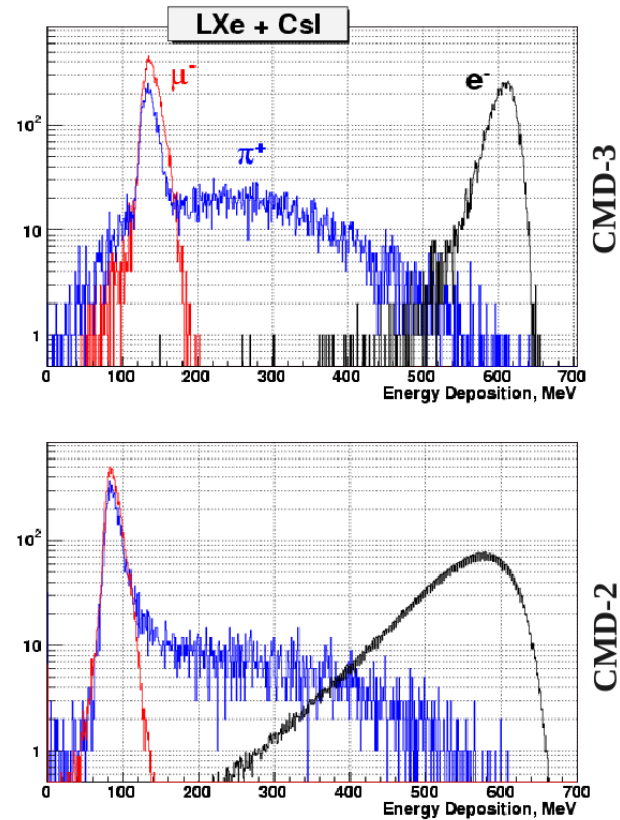 LXe + CsI
μ⁻
e⁻
π⁺
10²
10
1
0 100 200 300 400 500 600 700
Energy Deposition, MeV
CMD-3
10²
10
1
0 100 200 300 400 500 600 700
Energy Deposition, MeV
CMD-2